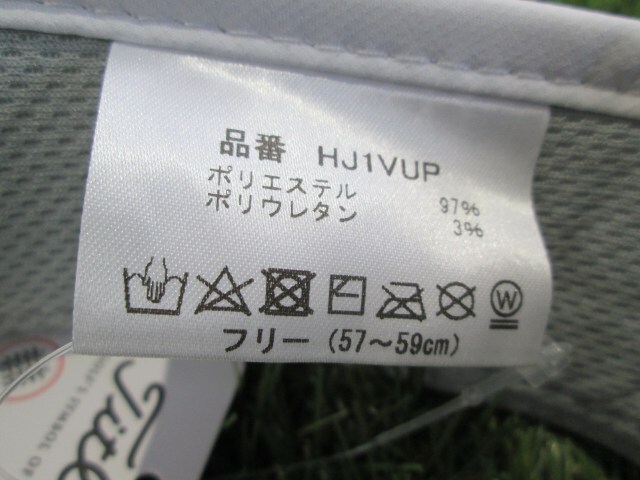 品番 HJ1VUP
ポリエステル 97%
ポリウレタン 3%
W
フリー (57～59cm)
Titl